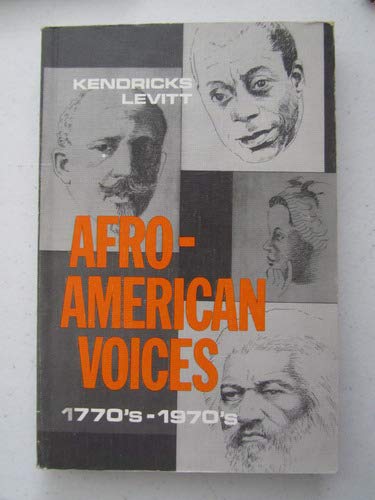 KENDRICKS
LEVITT
AFRO-
AMERICAN
VOICES
1770's-1970's